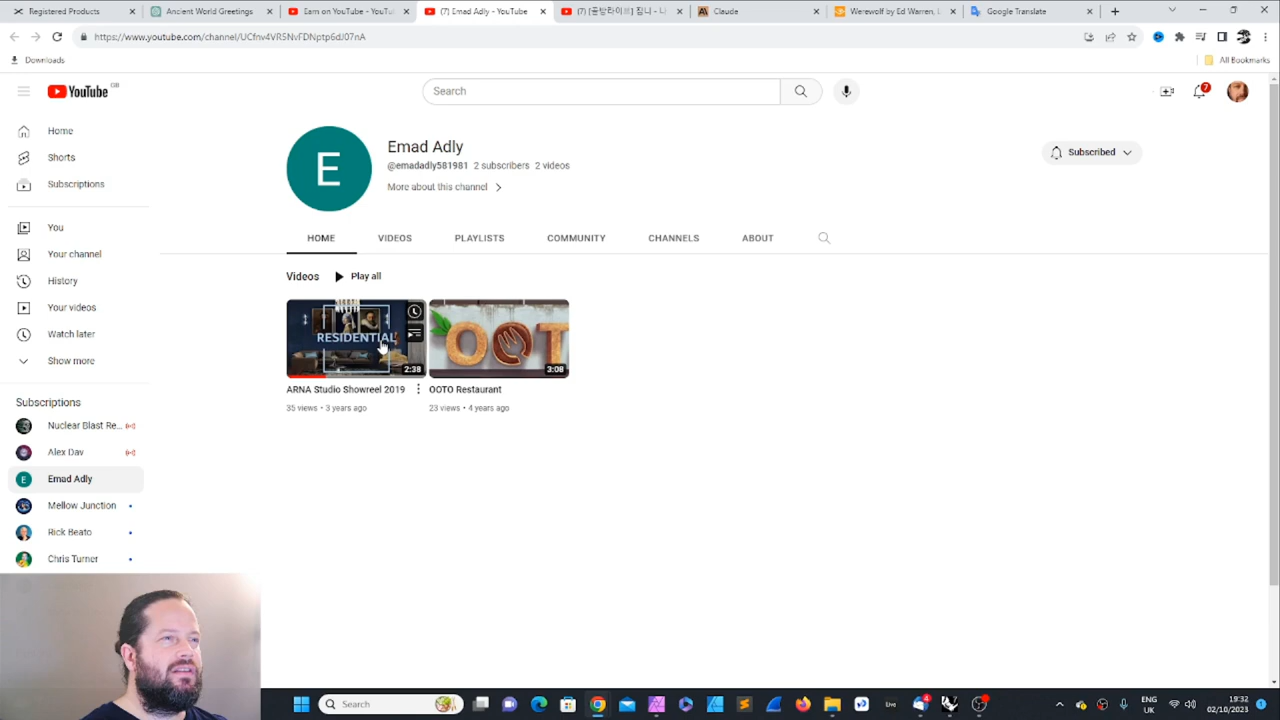 Registered Products
Ancient World Greetings
Earn on YouTube - YouTu
(7) Emad Adly - YouTube
Claude
Werewolf by Ed Warren, L
Google Translate
https://www.youtube.com/channel/UCfnv4VR5NvFDNptp6dJ07nA
Downloads
All Bookmarks
YouTube GB
Search
7
Home
Shorts
Subscriptions
You
Your channel
History
Your videos
Watch later
Show more
Subscriptions
Nuclear Blast Re...
Alex Dav
E Emad Adly
Mellow Junction
Rick Beato
Chris Turner
E
Emad Adly
@emadadly581981 2 subscribers 2 videos
More about this channel
Subscribed
HOME VIDEOS PLAYLISTS COMMUNITY CHANNELS ABOUT
Videos Play all
RESIDENTIAL
2:38
ARNA Studio Showreel 2019
35 views • 3 years ago
OOT
3:08
OOTO Restaurant
23 views • 4 years ago
Search
Live
4
ENG
UK
19:32
02/10/2023